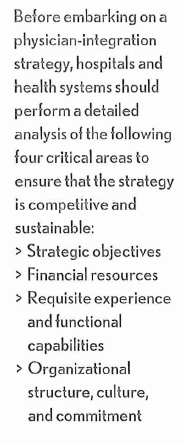 Before embarking on a
physician-integration
strategy, hospitals and
health systems should
perform a detailed
analysis of the following
four critical areas to
ensure that the strategy
is competitive and
sustainable:
> Strategic objectives
> Financial resources
> Requisite experience
and functional
capabilities
> Organizational
structure, culture,
and commitment